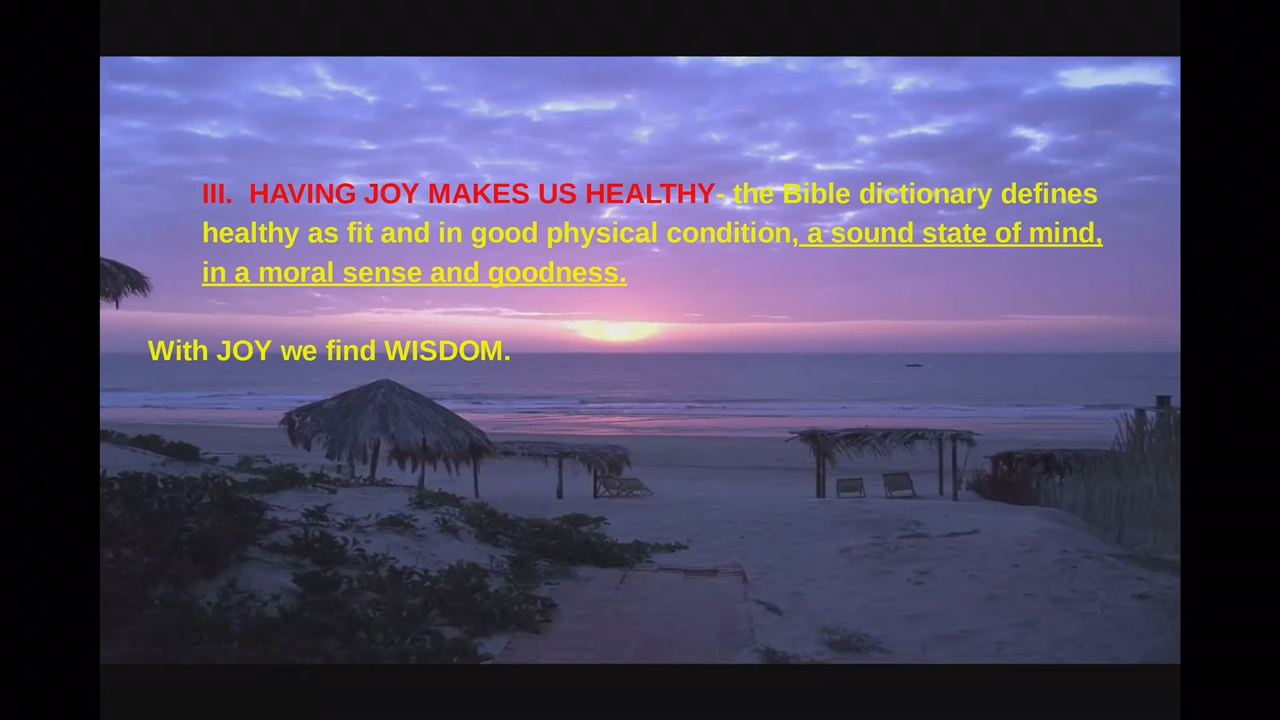 III.  HAVING JOY MAKES US HEALTHY- the Bible dictionary defines
healthy as fit and in good physical condition, a sound state of mind,
in a moral sense and goodness.
With JOY we find WISDOM.